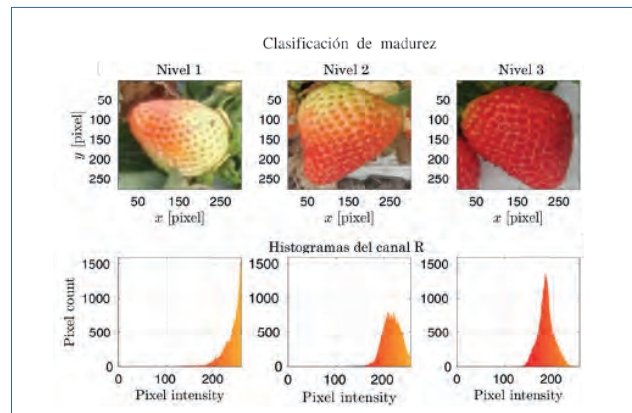 Clasificación de madurez
Nivel 1 Nivel 2 Nivel 3
50 50 50
100 100 100
150 150 150
200 200 200
250 250 250
y [pixel]
50 150 250 50 150 250 50 150 250
x [pixel] x [pixel] x [pixel]
Histogramas del canal R
1500 1500 1500
1000 1000 1000
500 500 500
0 0 0
Pixel count
0 100 200 0 100 200 0 100 200
Pixel intensity Pixel intensity Pixel intensity